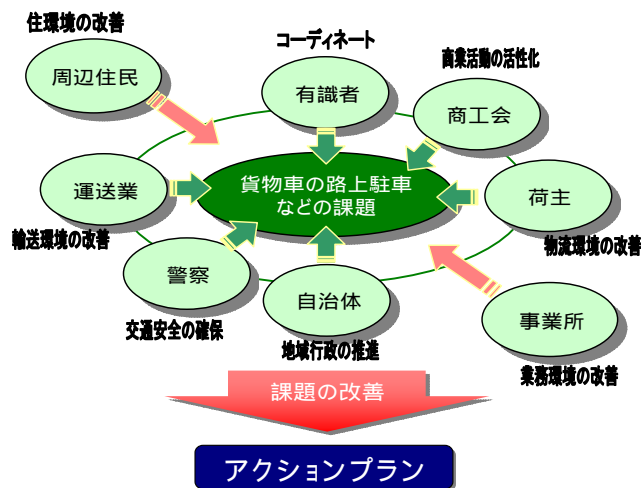 住環境の改善
周辺住民
コーディネート
有識者
商業活動の活性化
商工会
運送業
輸送環境の改善
貨物車の路上駐車
などの課題
荷主
物流環境の改善
警察
交通安全の確保
自治体
地域行政の推進
事業所
業務環境の改善
課題の改善
アクションプラン